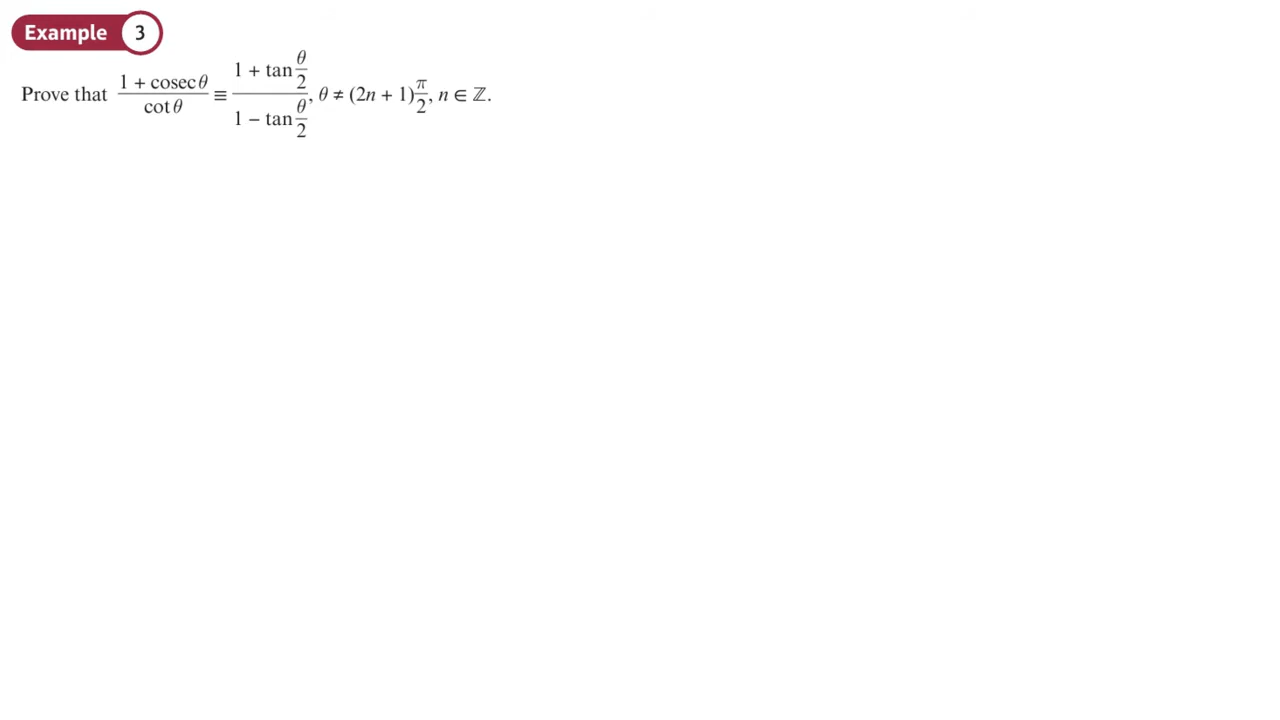 Example 3
Prove that (1 + cosec θ)/(cot θ) ≡ (1 + tan θ/2)/(1 − tan θ/2), θ ≠ (2n + 1)π/2, n ∈ ℤ.